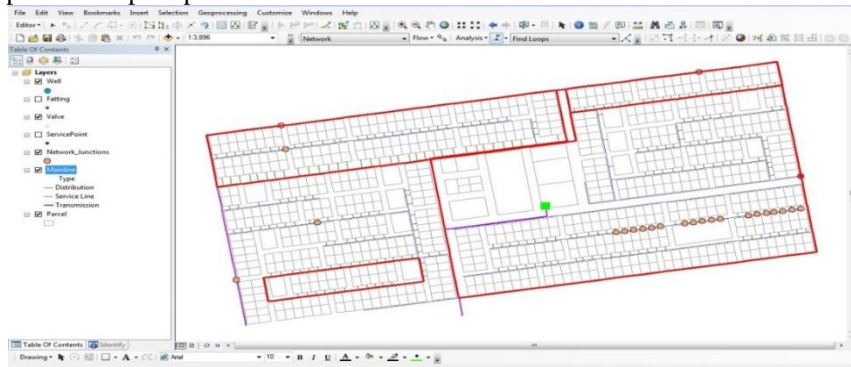 File Edit View Bookmarks Insert Selection Geoprocessing Customize Windows Help
Editor
1:3.896 Network Flow Analysis Find Loops
Table Of Contents
Layers
Well
Fatting
Valve
ServicePoint
Network_Junctions
Mainline
Type
Distribution
Service Line
Transmission
Parcel
Table Of Contents Identify
Drawing A Arial 10 B I U A